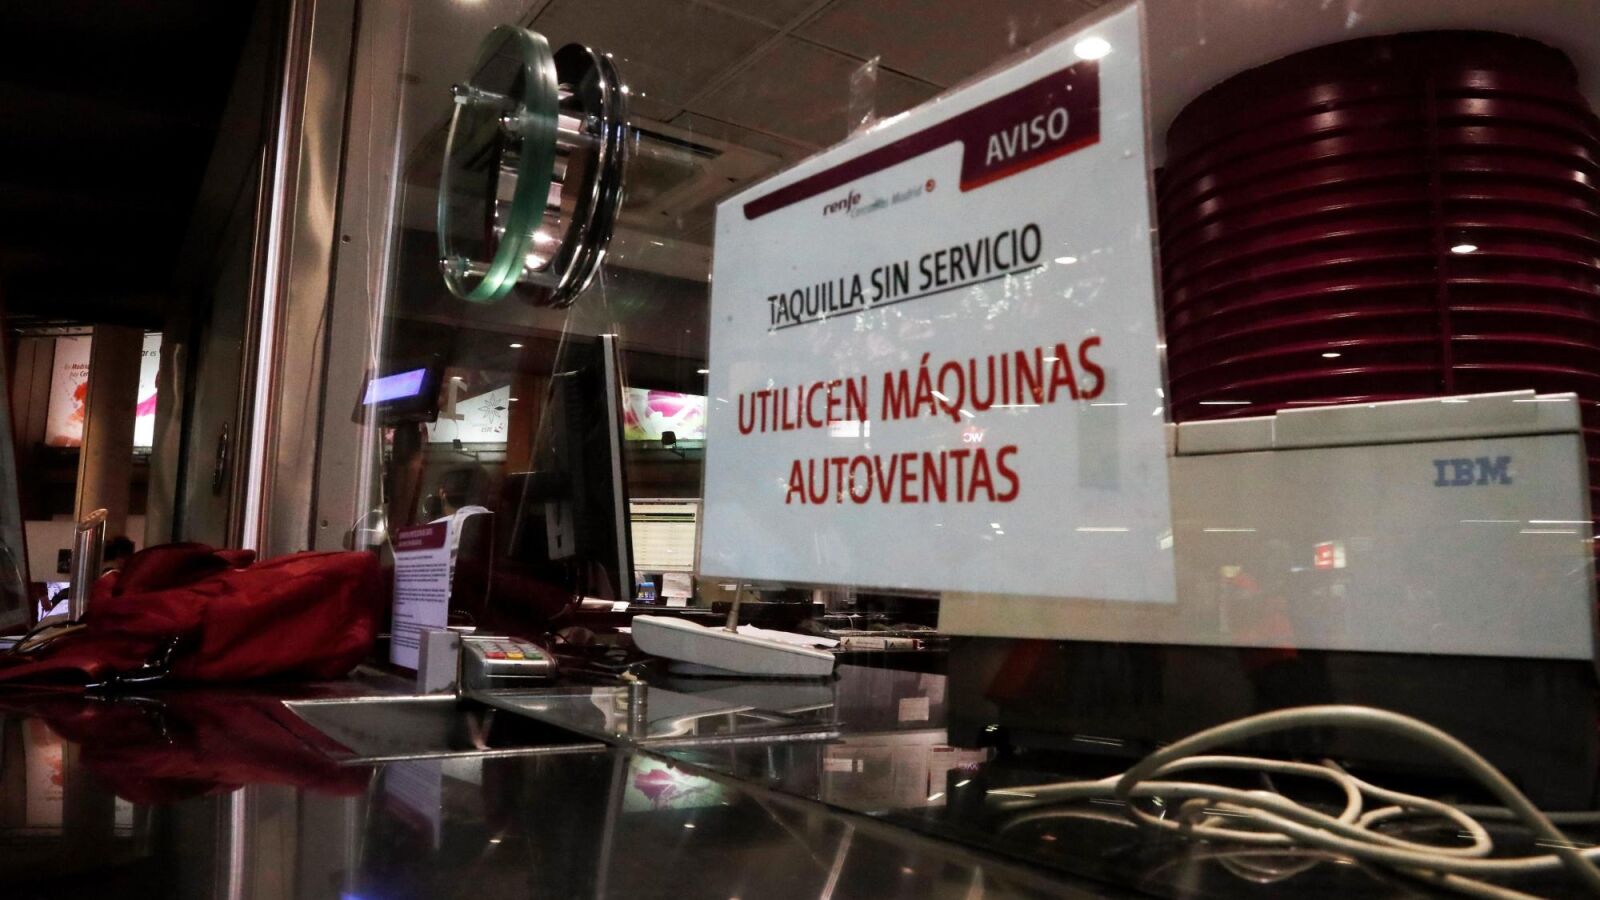 AVISO
renfe
Cercanías Madrid
TAQUILLA SIN SERVICIO
UTILICEN MÁQUINAS
AUTOVENTAS
IBM